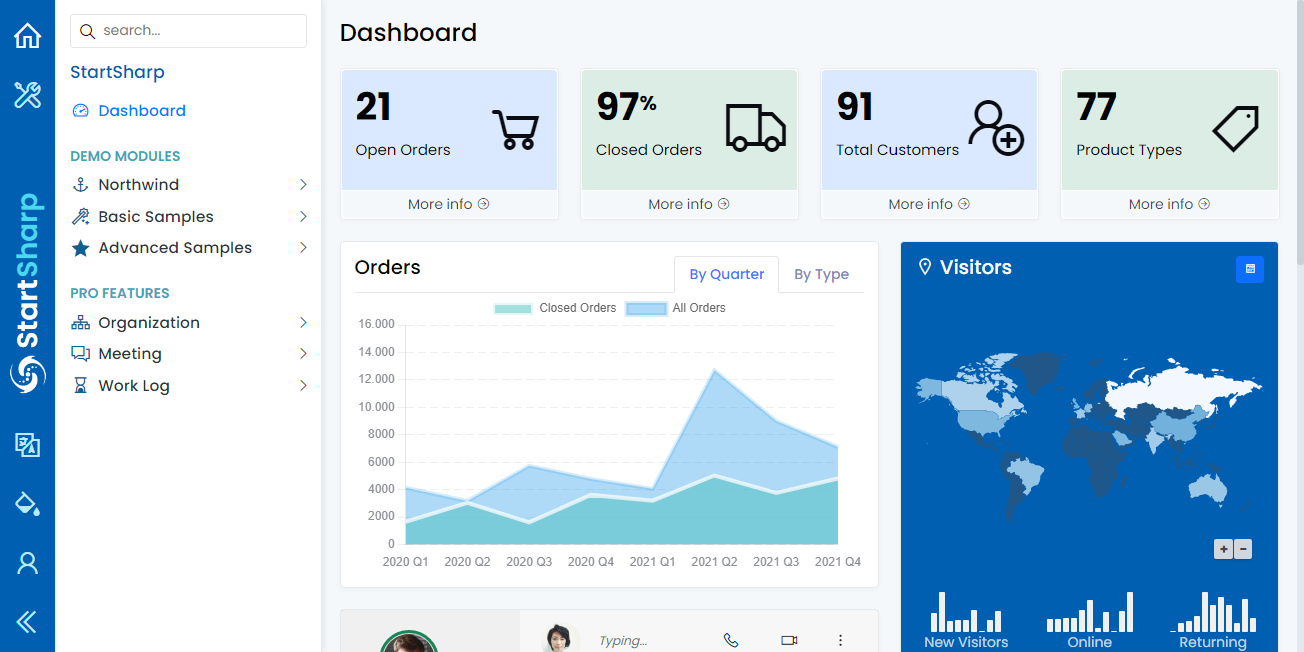 search...
StartSharp
Dashboard
DEMO MODULES
Northwind
Basic Samples
Advanced Samples
PRO FEATURES
Organization
Meeting
Work Log
StartSharp
Dashboard
21
Open Orders
More info
97%
Closed Orders
More info
91
Total Customers
More info
77
Product Types
More info
Orders
By Quarter
By Type
Closed Orders
All Orders
16.000
14.000
12.000
10.000
8000
6000
4000
2000
0
2020 Q1 2020 Q2 2020 Q3 2020 Q4 2021 Q1 2021 Q2 2021 Q3 2021 Q4
Visitors
+ −
New Visitors
Online
Returning
Typing...